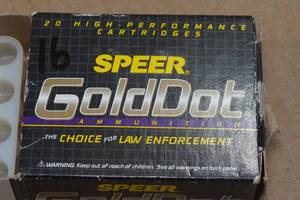 20 HIGH PERFORMANCE
CARTRIDGES
16
SPEER
GoldDot
AMMUNITION
THE CHOICE FOR LAW ENFORCEMENT
WARNING: Keep out of reach of children. See all warnings on back panel.
SPEER